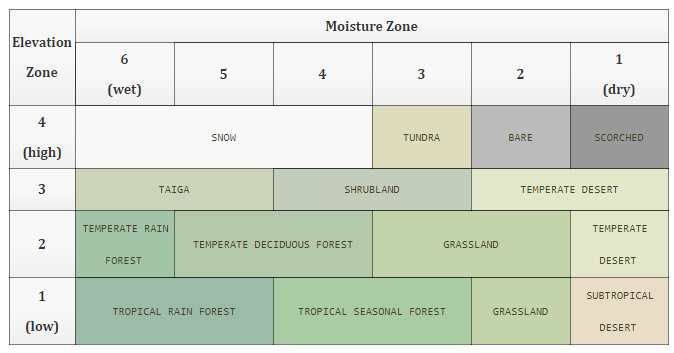 Elevation
Zone
Moisture Zone
6
(wet)
5
4
3
2
1
(dry)
4
(high)
SNOW
TUNDRA
BARE
SCORCHED
3
TAIGA
SHRUBLAND
TEMPERATE DESERT
2
TEMPERATE RAIN
FOREST
TEMPERATE DECIDUOUS FOREST
GRASSLAND
TEMPERATE
DESERT
1
(low)
TROPICAL RAIN FOREST
TROPICAL SEASONAL FOREST
GRASSLAND
SUBTROPICAL
DESERT